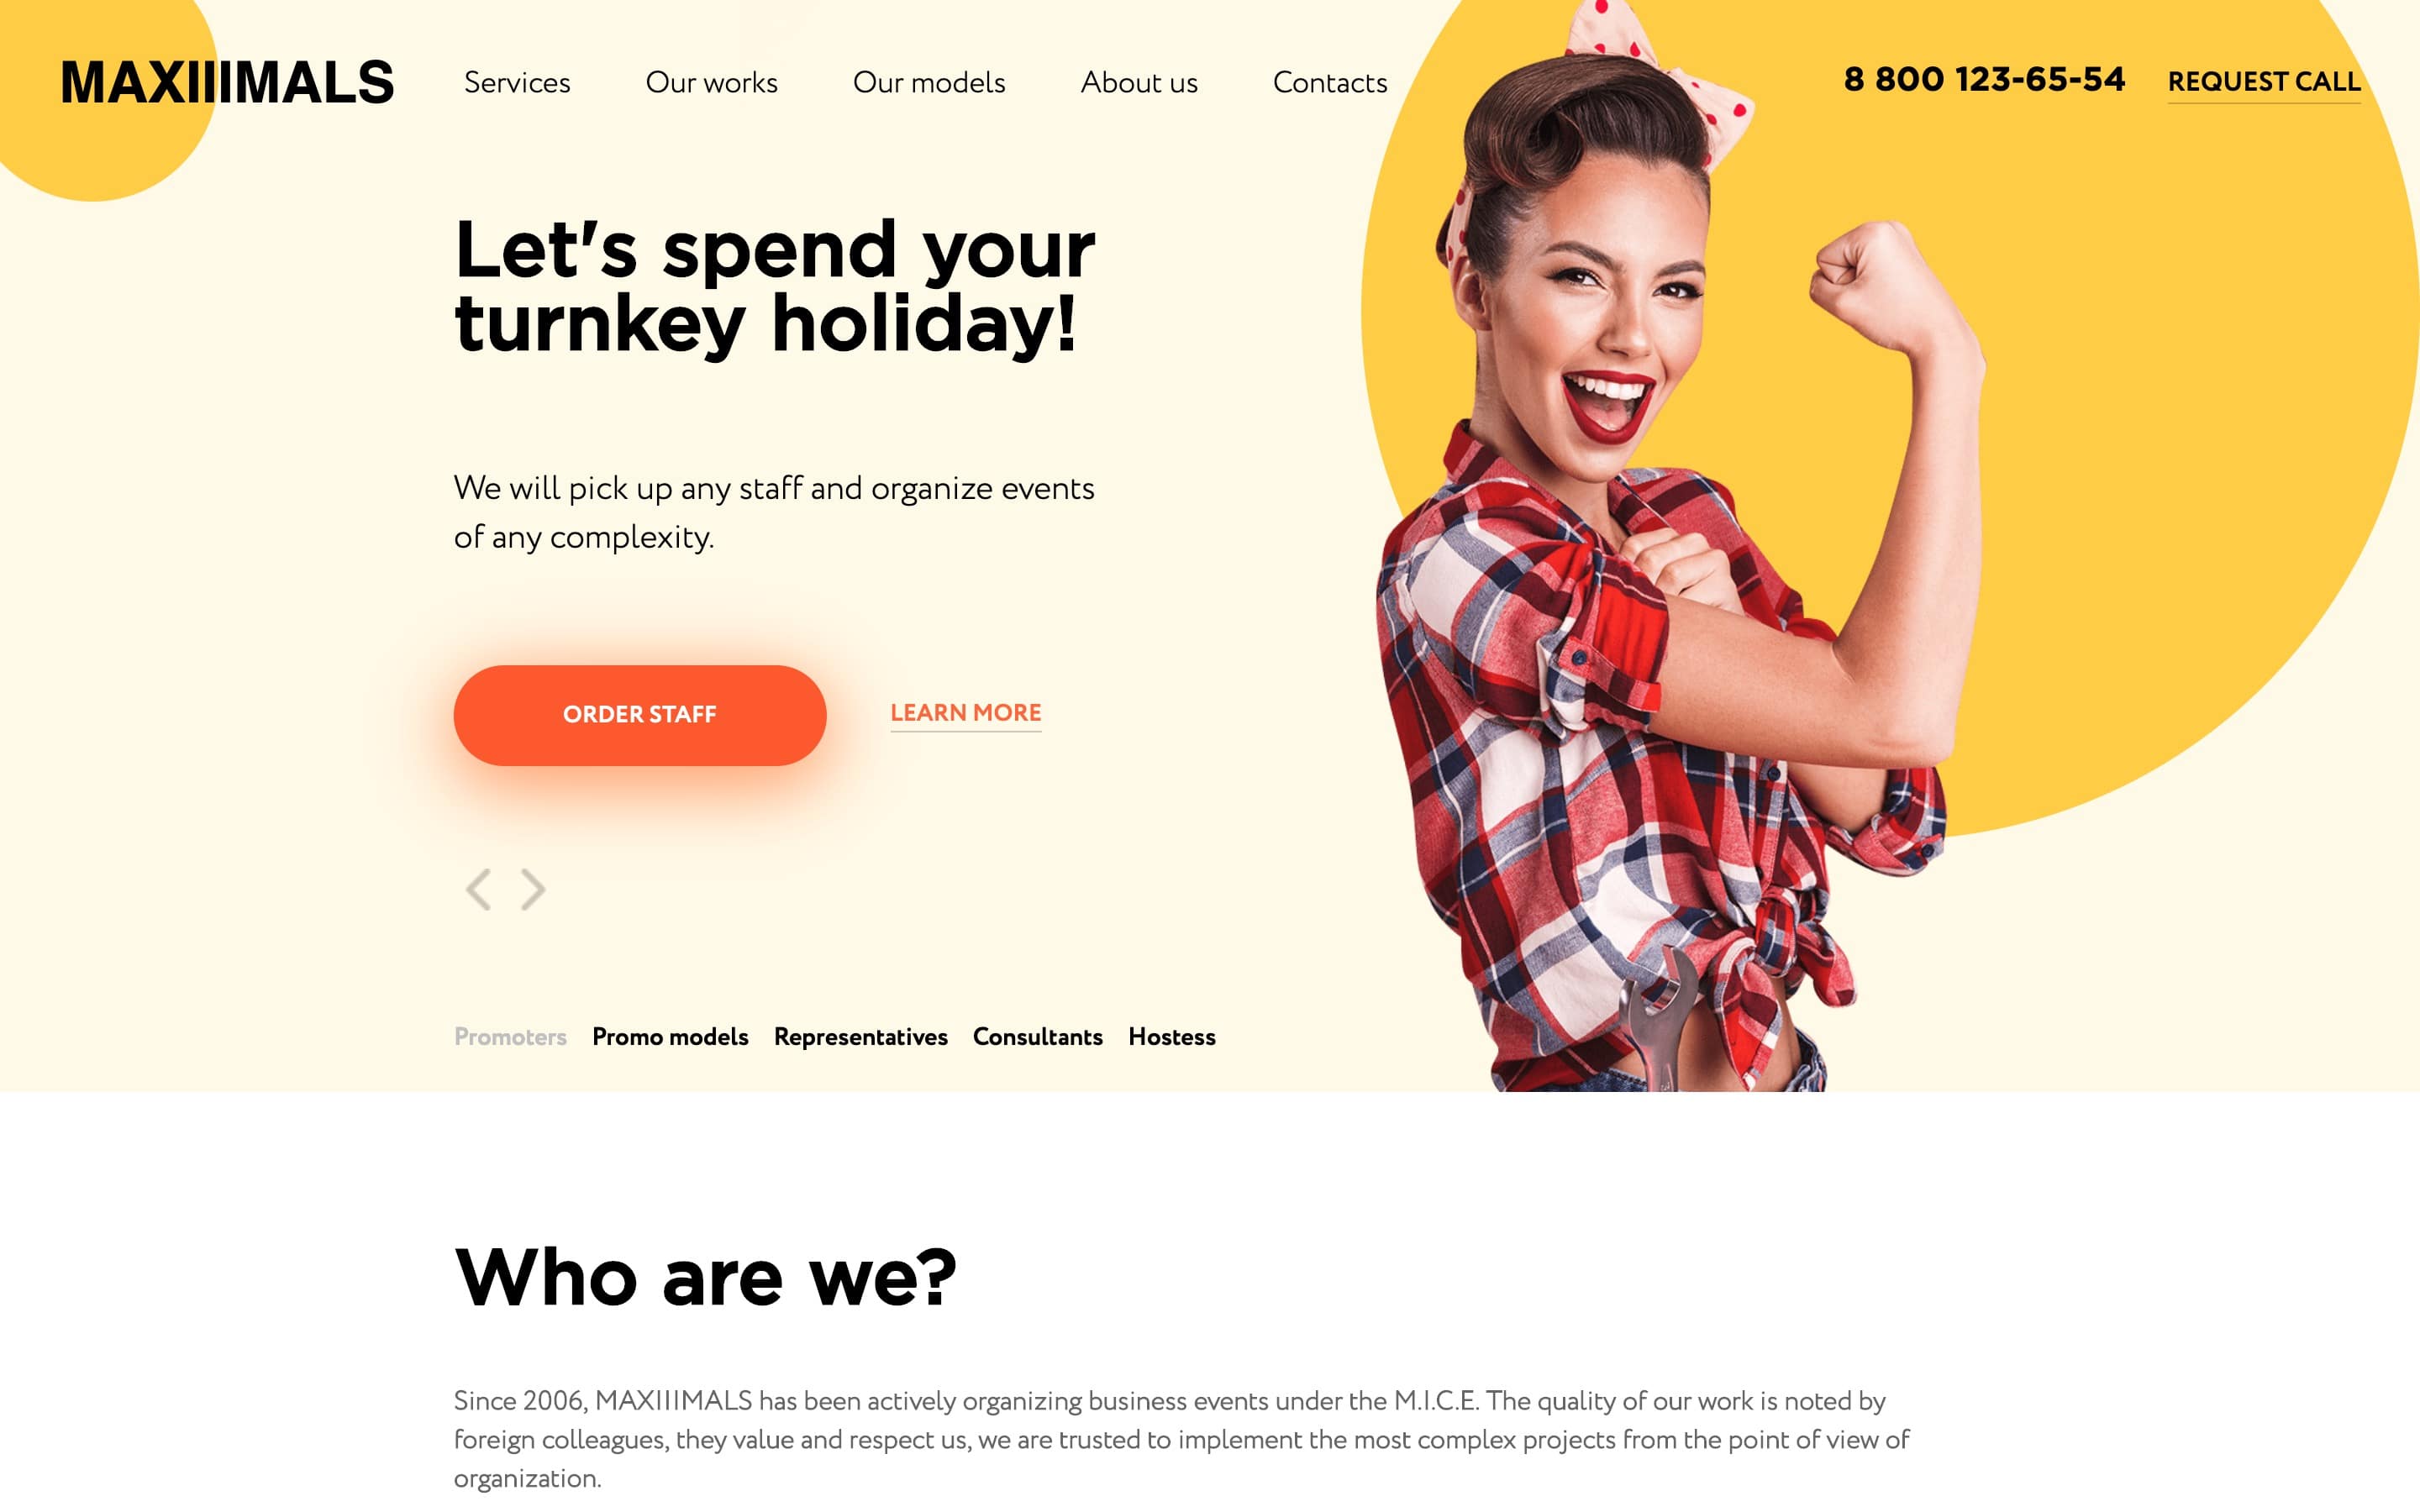 MAXIIIMALS
Services
Our works
Our models
About us
Contacts
8 800 123-65-54
REQUEST CALL
Let's spend your
turnkey holiday!
We will pick up any staff and organize events
of any complexity.
ORDER STAFF
LEARN MORE
Promoters
Promo models
Representatives
Consultants
Hostess
Who are we?
Since 2006, MAXIIIMALS has been actively organizing business events under the M.I.C.E. The quality of our work is noted by
foreign colleagues, they value and respect us, we are trusted to implement the most complex projects from the point of view of
organization.